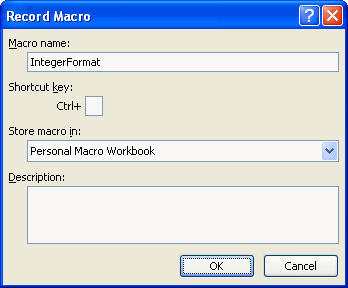 Record Macro
Macro name:
IntegerFormat
Shortcut key:
Ctrl+
Store macro in:
Personal Macro Workbook
Description:
OK Cancel